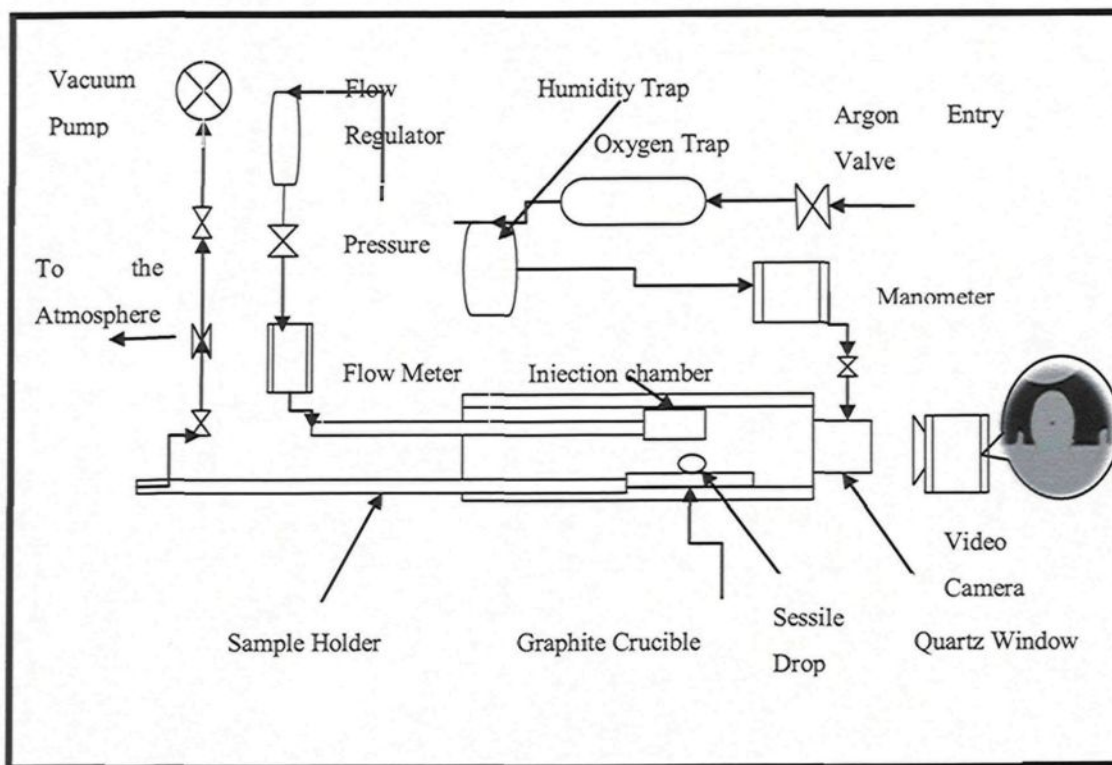 Vacuum
Pump
Flow
Regulator
Humidity Trap
Oxygen Trap
Argon Entry
Valve
Pressure
To the
Atmosphere
Manometer
Flow Meter
Injection chamber
Video
Camera
Sessile
Drop
Sample Holder
Graphite Crucible
Quartz Window